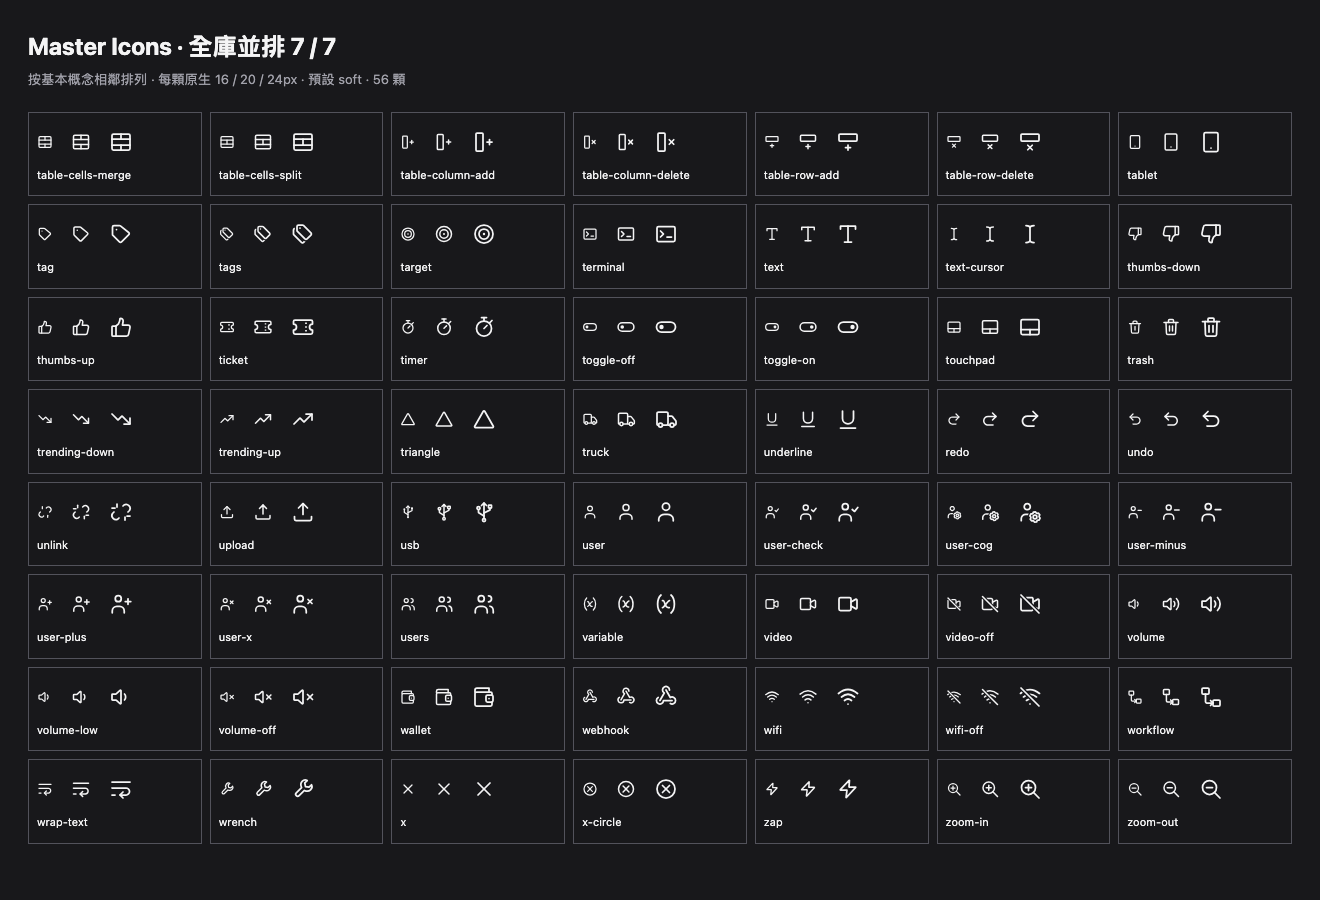 Master Icons · 全庫並排 7 / 7
按基本概念相鄰排列 · 每顆原生 16 / 20 / 24px · 預設 soft · 56 顆
table-cells-merge
table-cells-split
table-column-add
table-column-delete
table-row-add
table-row-delete
tablet
tag
tags
target
terminal
text
text-cursor
thumbs-down
thumbs-up
ticket
timer
toggle-off
toggle-on
touchpad
trash
trending-down
trending-up
triangle
truck
underline
redo
undo
unlink
upload
usb
user
user-check
user-cog
user-minus
user-plus
user-x
users
variable
video
video-off
volume
volume-low
volume-off
wallet
webhook
wifi
wifi-off
workflow
wrap-text
wrench
x
x-circle
zap
zoom-in
zoom-out